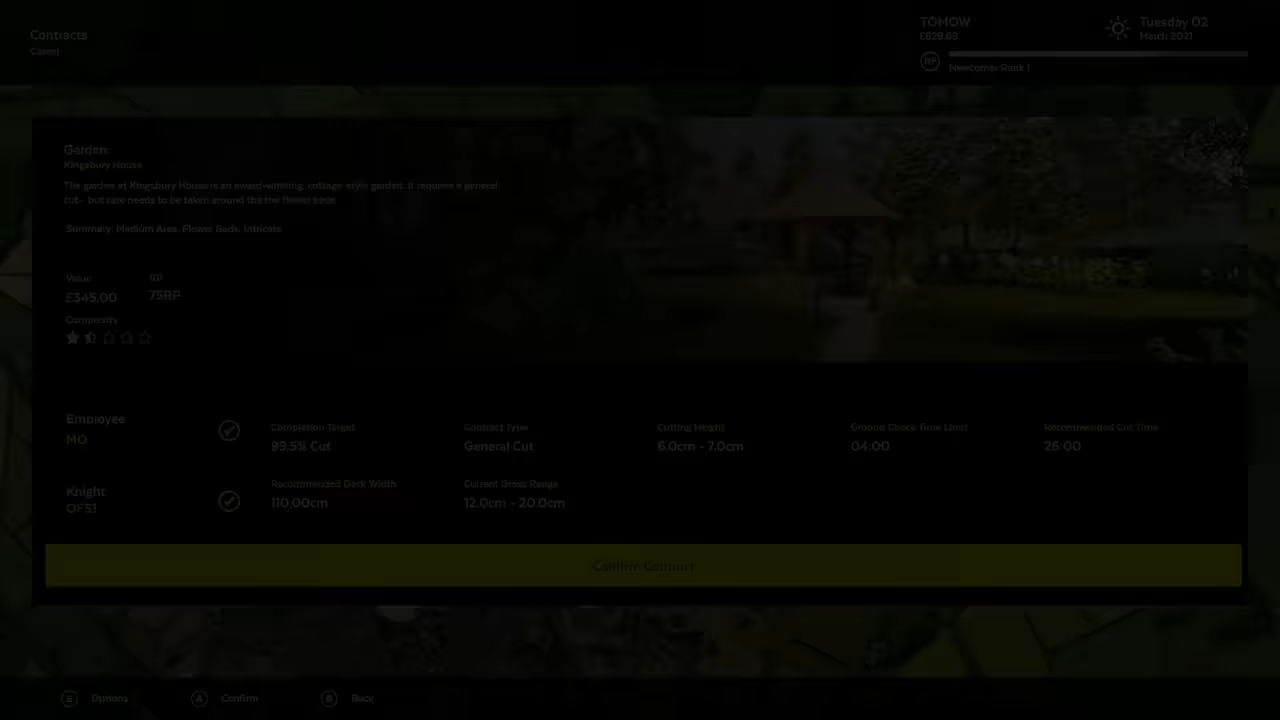 Contracts
Career
TOMOW
£829.69
Tuesday 02
March 2021
RP
Newcomer Rank 1
Garden:
Kingsbury House
The garden at Kingsbury House is an award-winning, cottage-style garden. It requires a general
cut- but care needs to be taken around the the flower beds
Summary: Medium Area, Flower Beds, Intricate
Value
RP
£345.00
75RP
Complexity
Employee
MO
Completion Target
99.5% Cut
Contract Type
General Cut
Cutting Height
6.0cm - 7.0cm
Ground Check Time Limit
04:00
Recommended Cut Time
26:00
Knight
OFS1
Recommended Deck Width
110.00cm
Current Grass Range
12.0cm - 20.0cm
Confirm Contract
Options
A Confirm
B Back